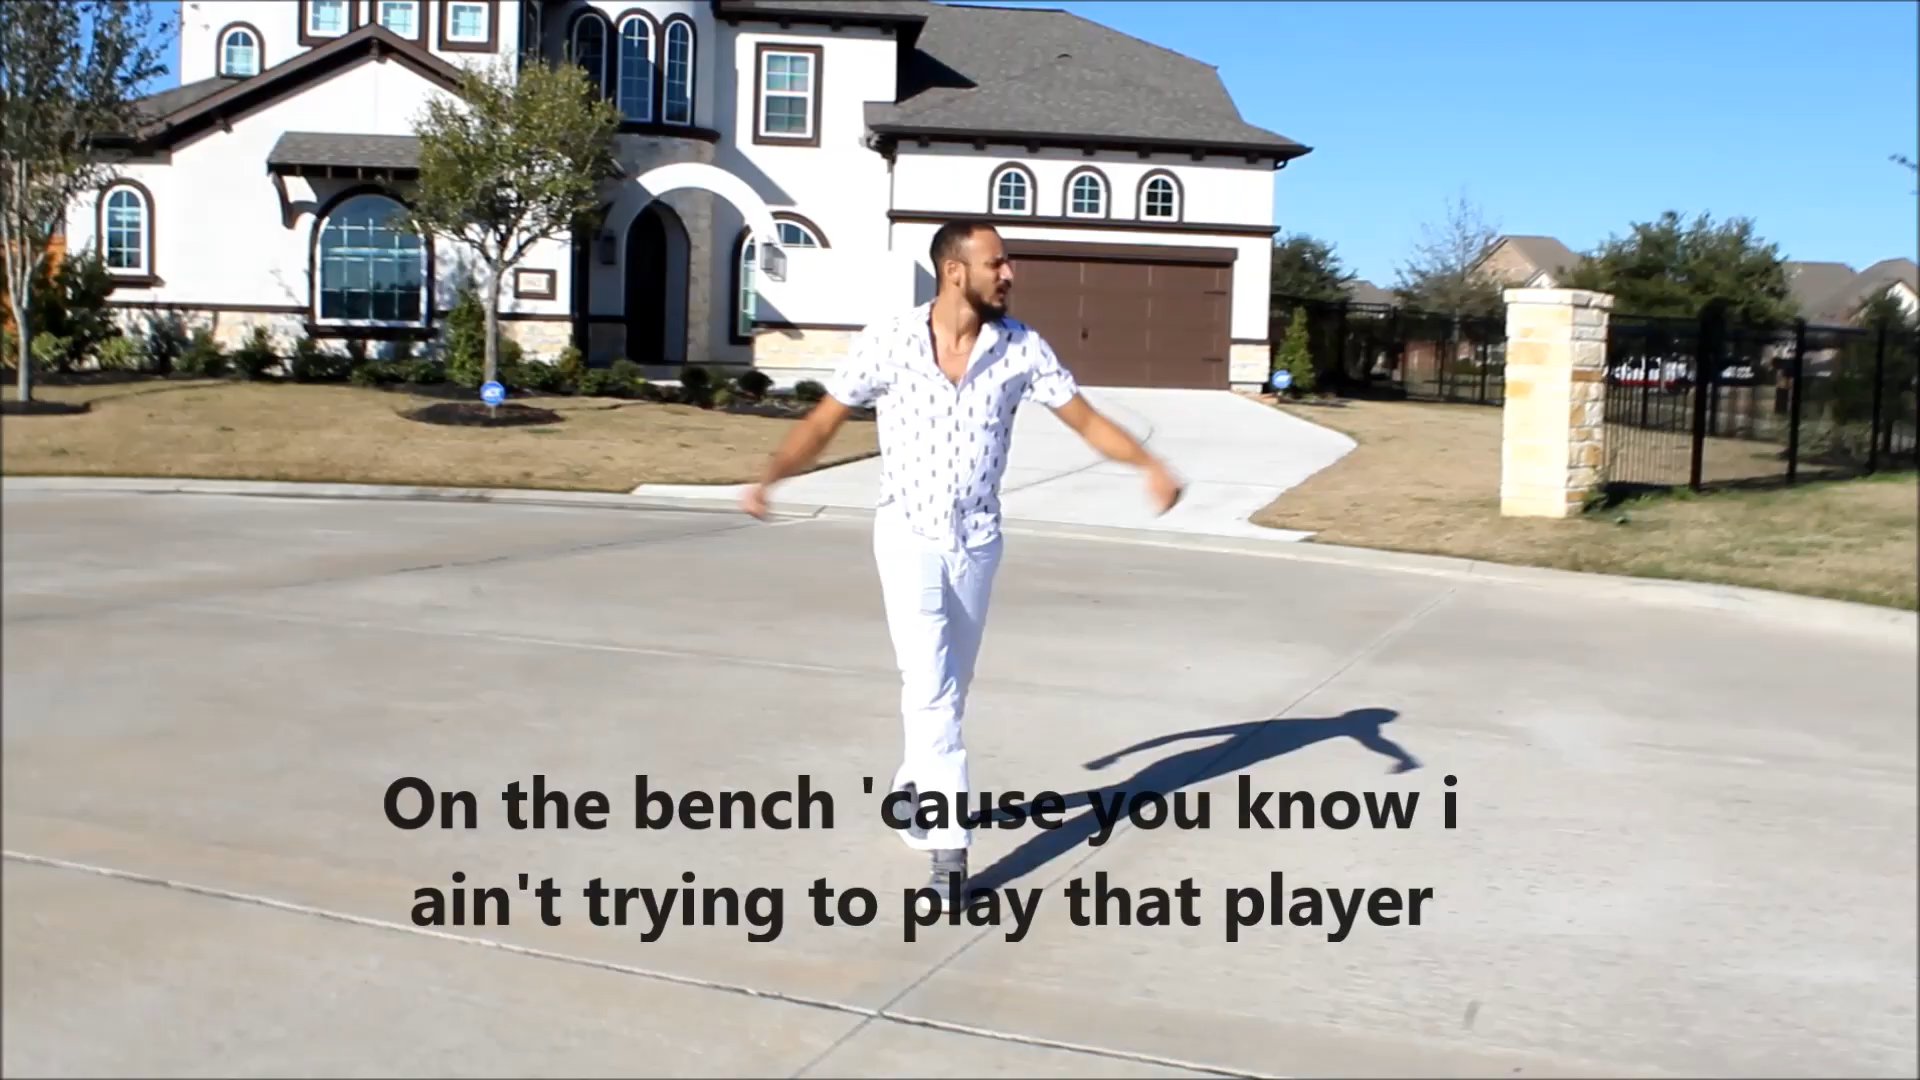 On the bench 'cause you know i
ain't trying to play that player